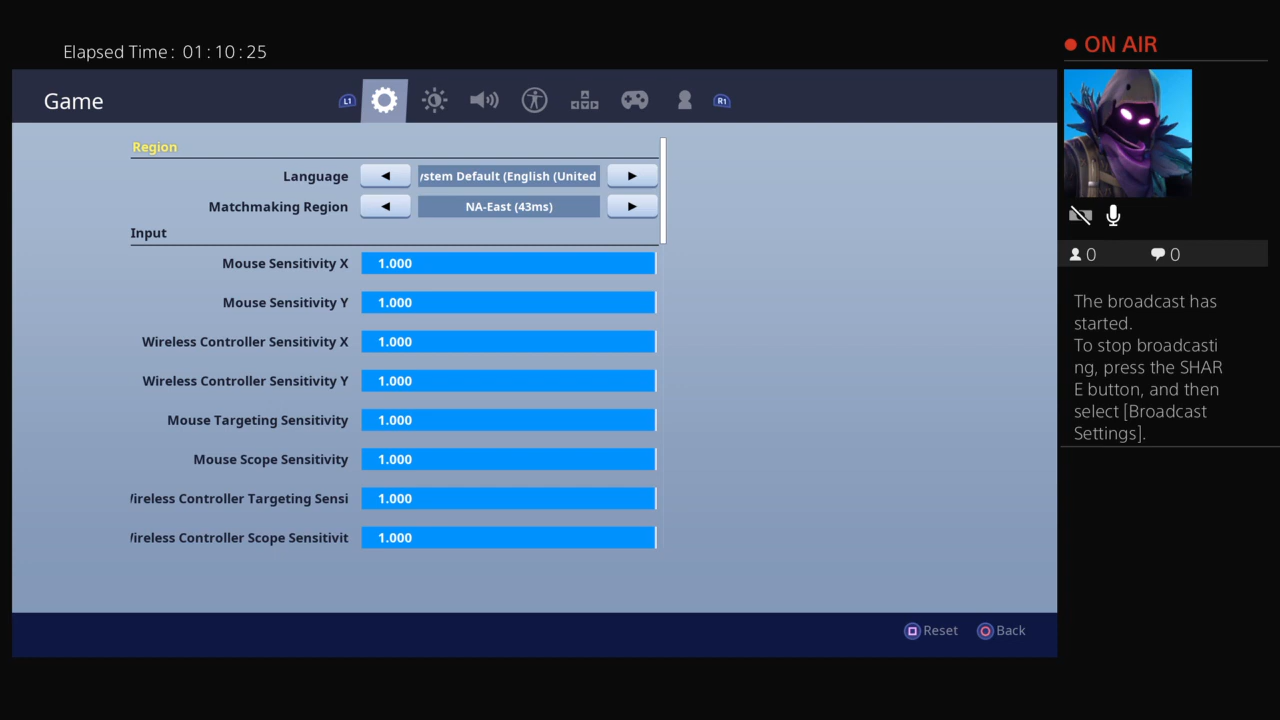 Elapsed Time: 01:10:25
ON AIR
Game
L1
R1
Region
Language
ystem Default (English (United
Matchmaking Region
NA-East (43ms)
Input
Mouse Sensitivity X
1.000
Mouse Sensitivity Y
1.000
Wireless Controller Sensitivity X
1.000
Wireless Controller Sensitivity Y
1.000
Mouse Targeting Sensitivity
1.000
Mouse Scope Sensitivity
1.000
Wireless Controller Targeting Sensi
1.000
Wireless Controller Scope Sensitivit
1.000
Reset
Back
0
0
The broadcast has
started.
To stop broadcasti
ng, press the SHAR
E button, and then
select [Broadcast
Settings].